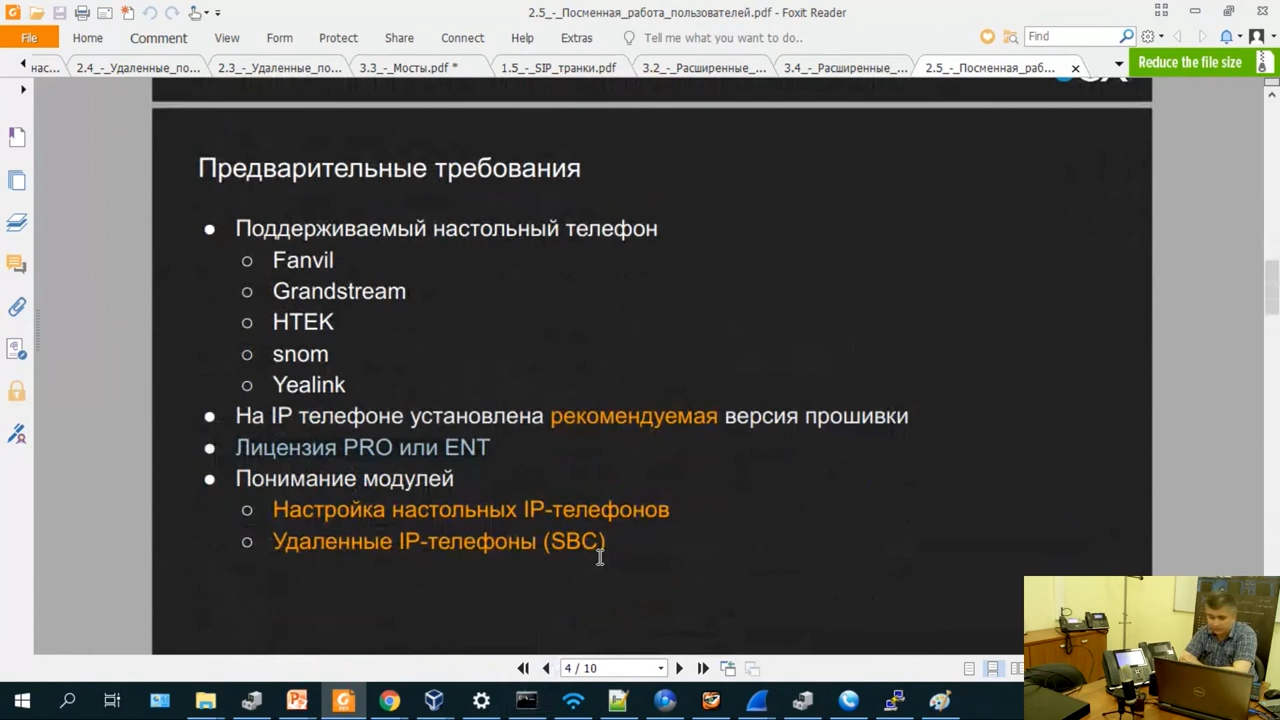 2.5_-_Посменная_работа_пользователей.pdf - Foxit Reader
File Home Comment View Form Protect Share Connect Help Extras Tell me what you want to do.. Find
нас... 2.4_-_Удаленные_по... 2.3_-_Удаленные_по... 3.3_-_Мосты.pdf * 1.5_-_SIP_транки.pdf 3.2_-_Расширенные_... 3.4_-_Расширенные_... 2.5_-_Посменная_раб... Reduce the file size
Предварительные требования
● Поддерживаемый настольный телефон
○ Fanvil
○ Grandstream
○ HTEK
○ snom
○ Yealink
● На IP телефоне установлена рекомендуемая версия прошивки
● Лицензия PRO или ENT
● Понимание модулей
○ Настройка настольных IP-телефонов
○ Удаленные IP-телефоны (SBC)
4 / 10